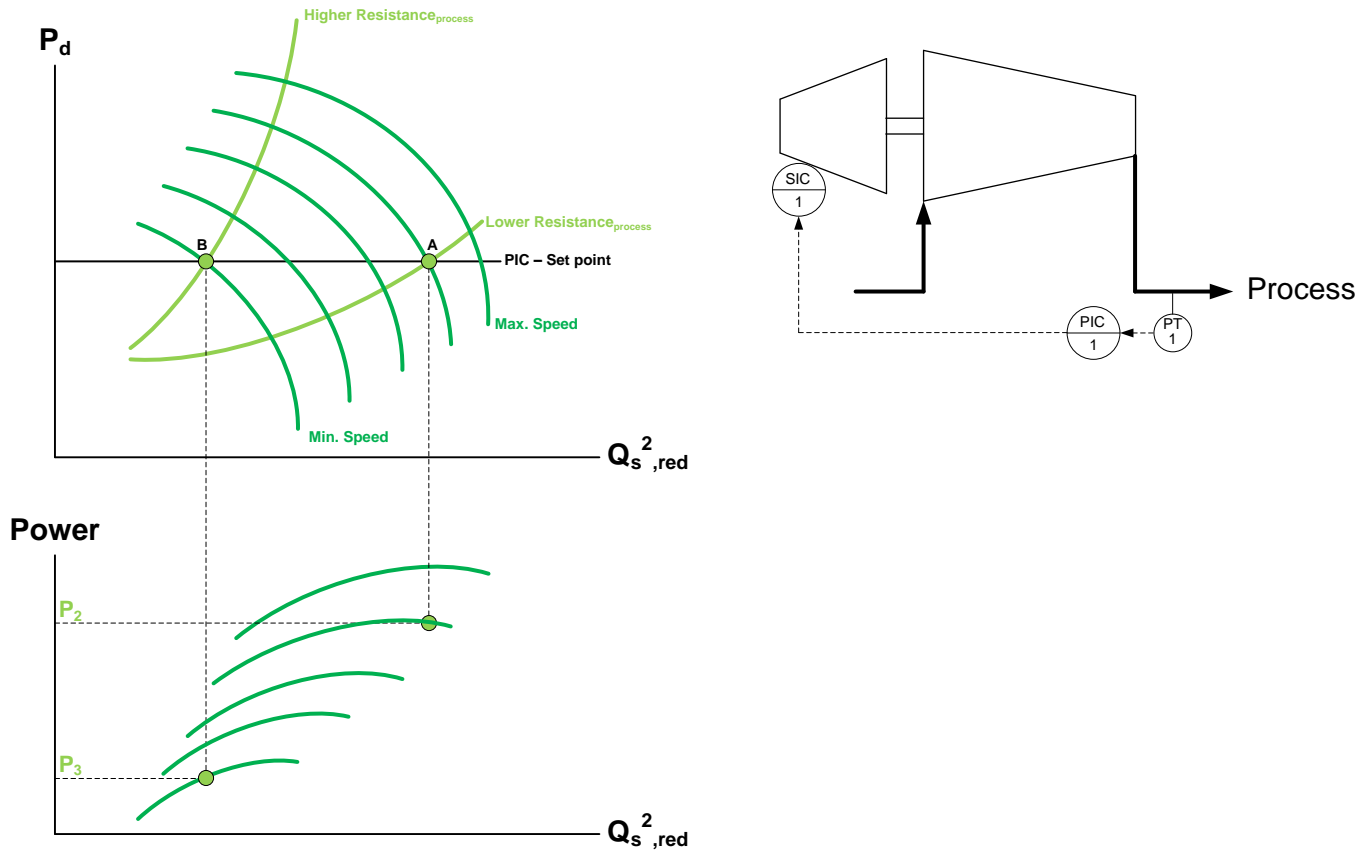 Higher Resistanceprocess
Pd
SIC
1
Lower Resistanceprocess
B
A
PIC – Set point
Process
PIC
1
PT
1
Max. Speed
Min. Speed
Qs²,red
Power
P2
P3
Qs²,red